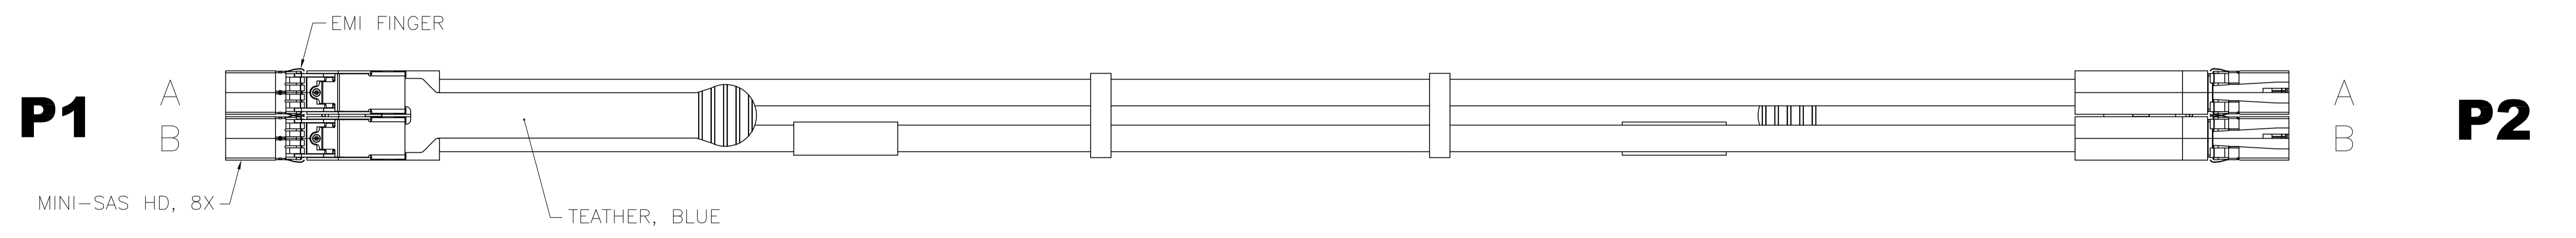 EMI FINGER
A
A
P1
P2
B
B
MINI-SAS HD, 8X
TEATHER, BLUE